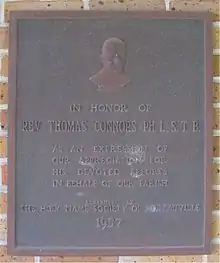 IN HONOR OF
REV. THOMAS CONNORS PH. L. S. T. B.
AS AN EXPRESSION OF
OUR APPRECIATION FOR
HIS DEVOTED EFFORTS
IN BEHALF OF OUR PARISH
THE HOLY NAME SOCIETY OF